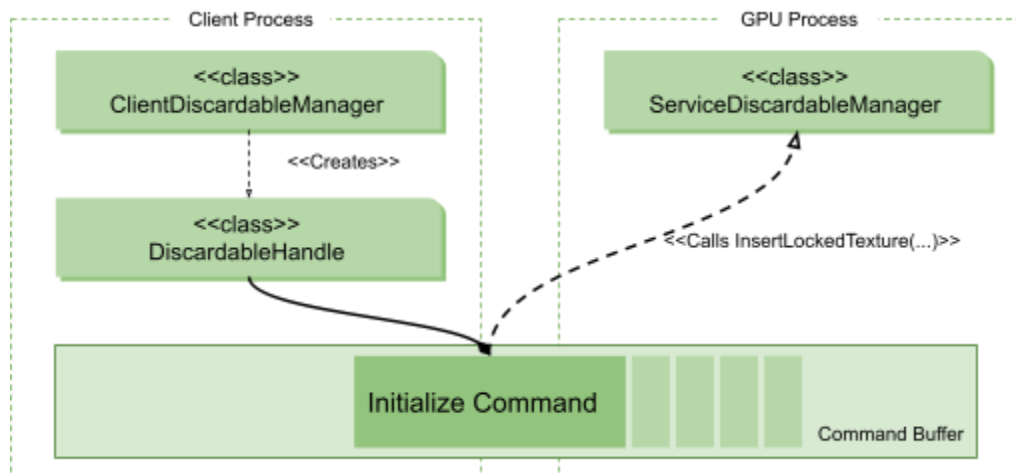 Client Process
GPU Process
<<class>>
ClientDiscardableManager
<<class>>
ServiceDiscardableManager
<<Creates>>
<<class>>
DiscardableHandle
<<Calls InsertLockedTexture(...)>>
Initialize Command
Command Buffer